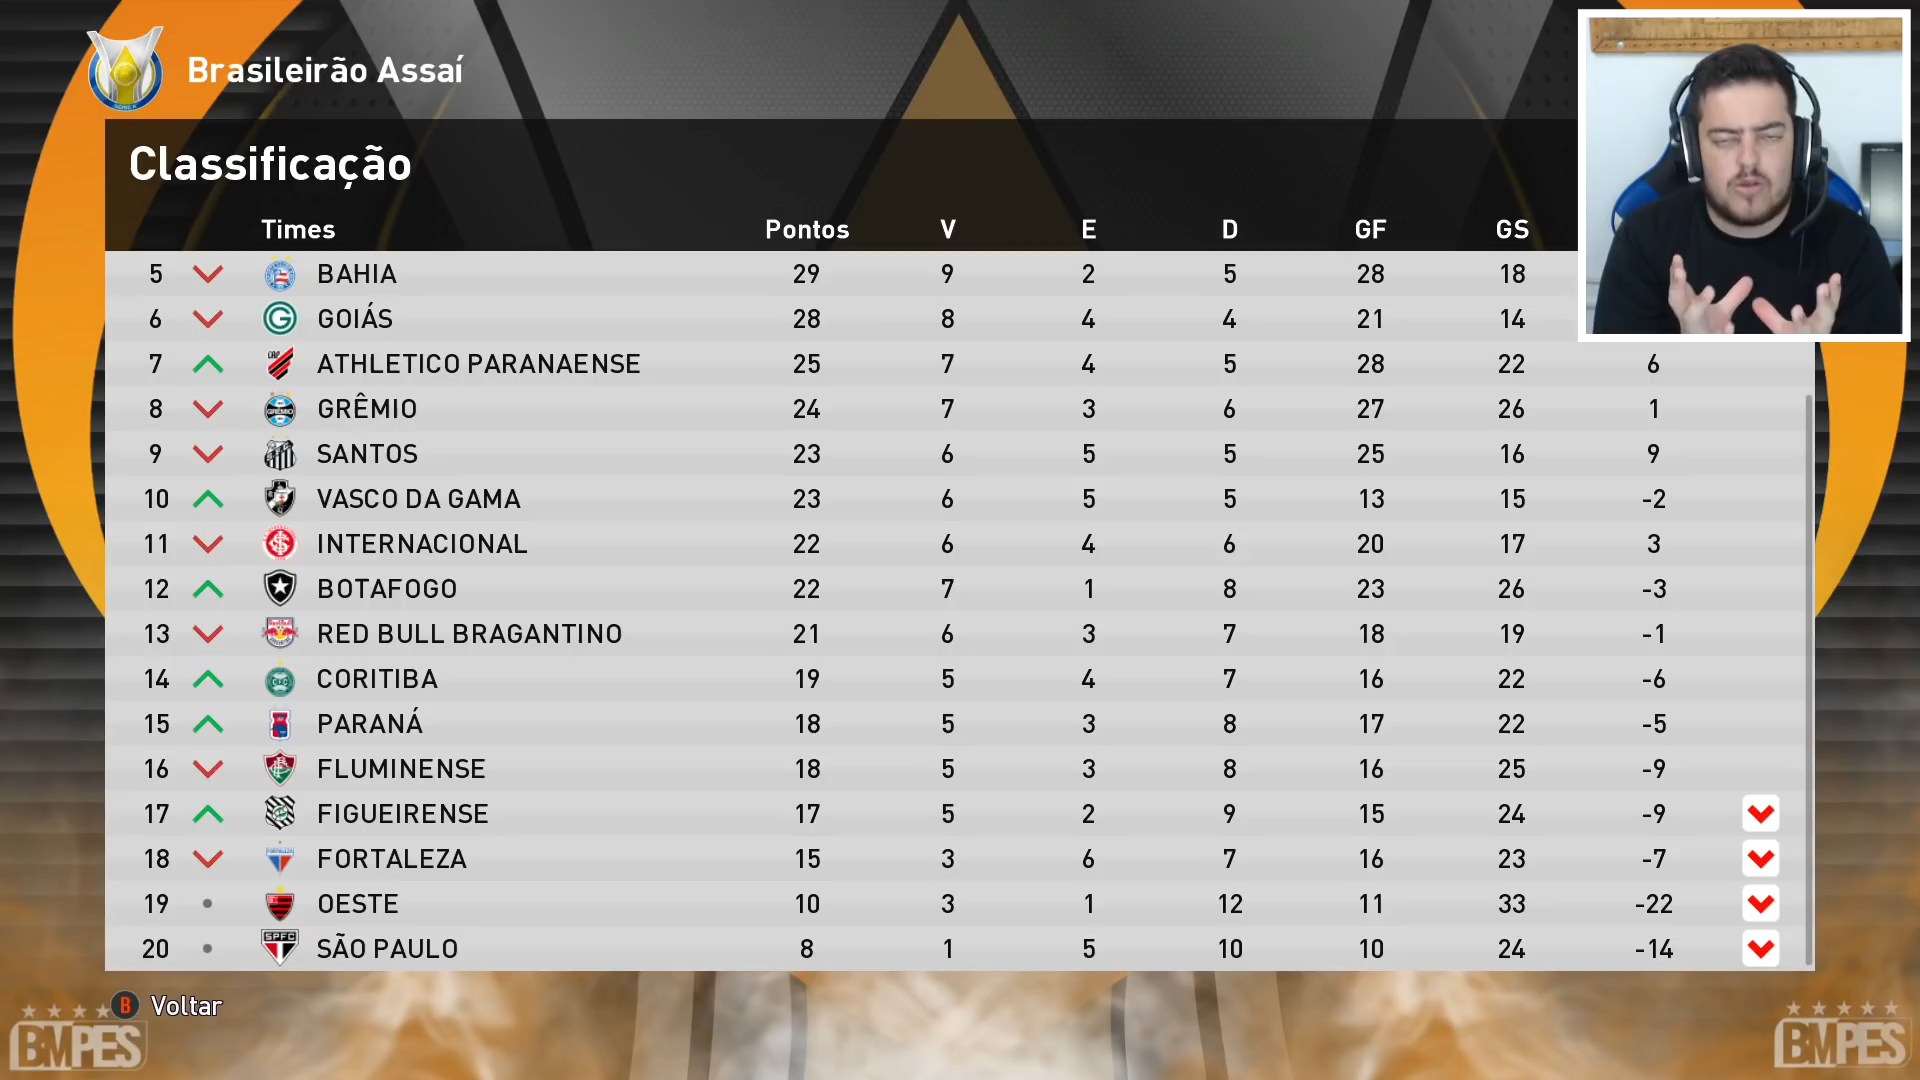 Brasileirão Assaí
Classificação
Times Pontos V E D GF GS
5 BAHIA 29 9 2 5 28 18
6 GOIÁS 28 8 4 4 21 14
7 ATHLETICO PARANAENSE 25 7 4 5 28 22 6
8 GRÊMIO 24 7 3 6 27 26 1
9 SANTOS 23 6 5 5 25 16 9
10 VASCO DA GAMA 23 6 5 5 13 15 -2
11 INTERNACIONAL 22 6 4 6 20 17 3
12 BOTAFOGO 22 7 1 8 23 26 -3
13 RED BULL BRAGANTINO 21 6 3 7 18 19 -1
14 CORITIBA 19 5 4 7 16 22 -6
15 PARANÁ 18 5 3 8 17 22 -5
16 FLUMINENSE 18 5 3 8 16 25 -9
17 FIGUEIRENSE 17 5 2 9 15 24 -9
18 FORTALEZA 15 3 6 7 16 23 -7
19 OESTE 10 3 1 12 11 33 -22
SPFC
20 SÃO PAULO 8 1 5 10 10 24 -14
B Voltar
BMPES BMPES